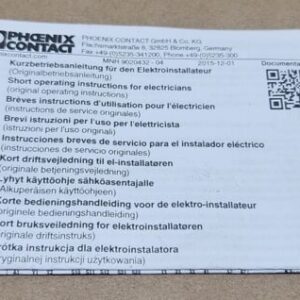 PHOENIX
CONTACT
PHOENIX CONTACT GmbH & Co. KG
Flachsmarktstraße 8, 32825 Blomberg, Germany
Fax +49-(0)5235-341200, Phone +49-(0)5235-300
MNR 9020432 - 04 2015-12-01
Documenta
Kurzbetriebsanleitung für den Elektroinstallateur
(Originalbetriebsanleitung)
Short operating instructions for electricians
(original operating instructions)
Brèves instructions d'utilisation pour l'électricien
(instructions de service originales)
Brevi istruzioni per l'uso per l'elettricista
(istruzioni per l'uso originali)
Breves instrucciones de servicio para el instalador eléctrico
(instrucciones de servicio originales)
Kort driftsvejledning til el-installatøren
(originale betjeningsvejledning)
Lyhyt käyttöohje sähköasentajalle
Alkuperäisen käyttöohjeen)
Korte bedieningshandleiding voor de elektro-installateur
originele bedieningshandleiding)
Kort bruksveiledning for elektroinstallatøren
originale driftsinstruks)
rótka instrukcja dla elektroinstalatora
oryginalnej instrukcji użytkowania)